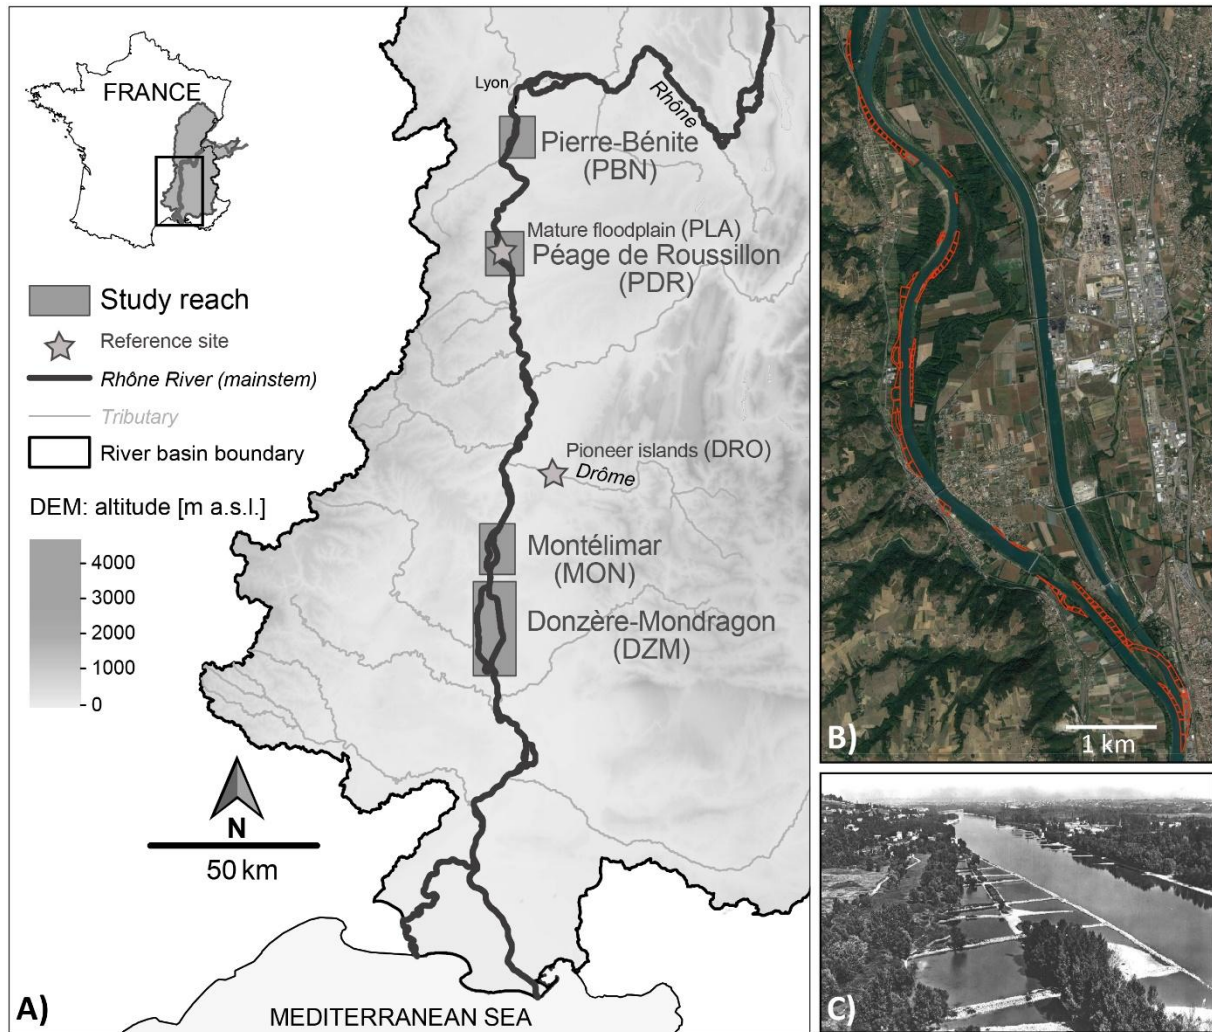 FRANCE
Lyon
Rhône
Pierre-Bénite
(PBN)
Mature floodplain (PLA)
Péage de Roussillon
(PDR)
Study reach
Reference site
Rhône River (mainstem)
Tributary
River basin boundary
DEM: altitude [m a.s.l.]
4000
3000
2000
1000
0
Pioneer islands (DRO)
Drôme
Montélimar
(MON)
Donzère-Mondragon
(DZM)
N
50 km
A)
MEDITERRANEAN SEA
B)
1 km
C)